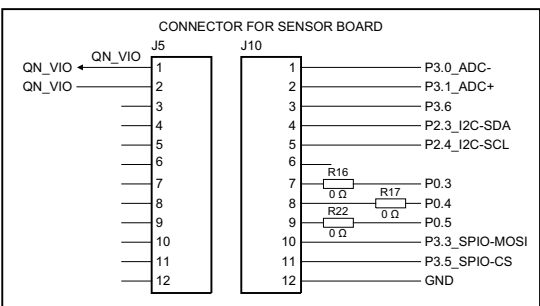 CONNECTOR FOR SENSOR BOARD
J5 J10
QN_VIO QN_VIO 1 1 P3.0_ADC-
QN_VIO 2 2 P3.1_ADC+
3 3 P3.6
4 4 P2.3_I2C-SDA
5 5 P2.4_I2C-SCL
6 6
7 7 R16 0 Ω P0.3
8 8 R17 0 Ω P0.4
9 9 R22 0 Ω P0.5
10 10 P3.3_SPIO-MOSI
11 11 P3.5_SPIO-CS
12 12 GND